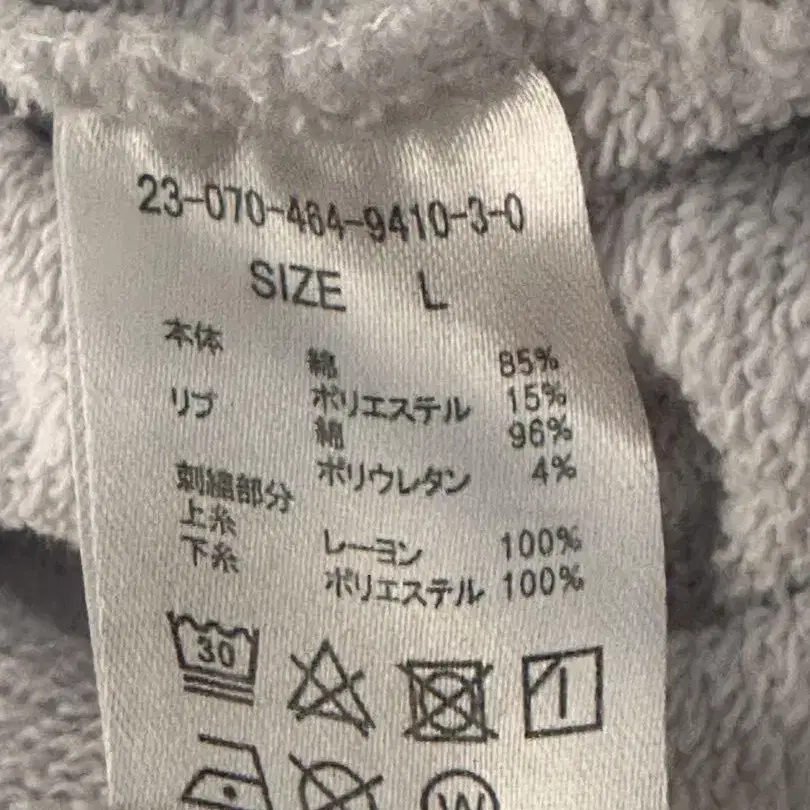 23-070-464-9410-3-0
SIZE L
本体 綿 85%
ポリエステル 15%
リブ 綿 96%
ポリウレタン 4%
刺繍部分
上糸 レーヨン 100%
下糸 ポリエステル 100%
30
W